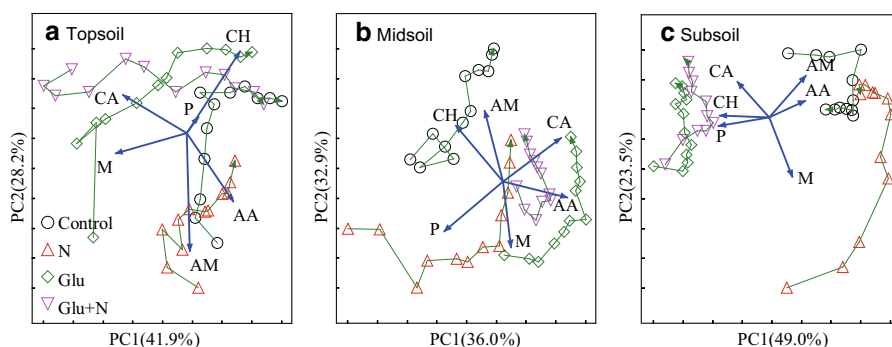 a Topsoil
CH
CA
P
M
AA
AM
Control
N
Glu
Glu+N
PC2(28.2%)
PC1(41.9%)
b Midsoil
CH
AM
CA
AA
P
M
PC2(32.9%)
PC1(36.0%)
c Subsoil
CA
AM
AA
CH
P
M
PC2(23.5%)
PC1(49.0%)